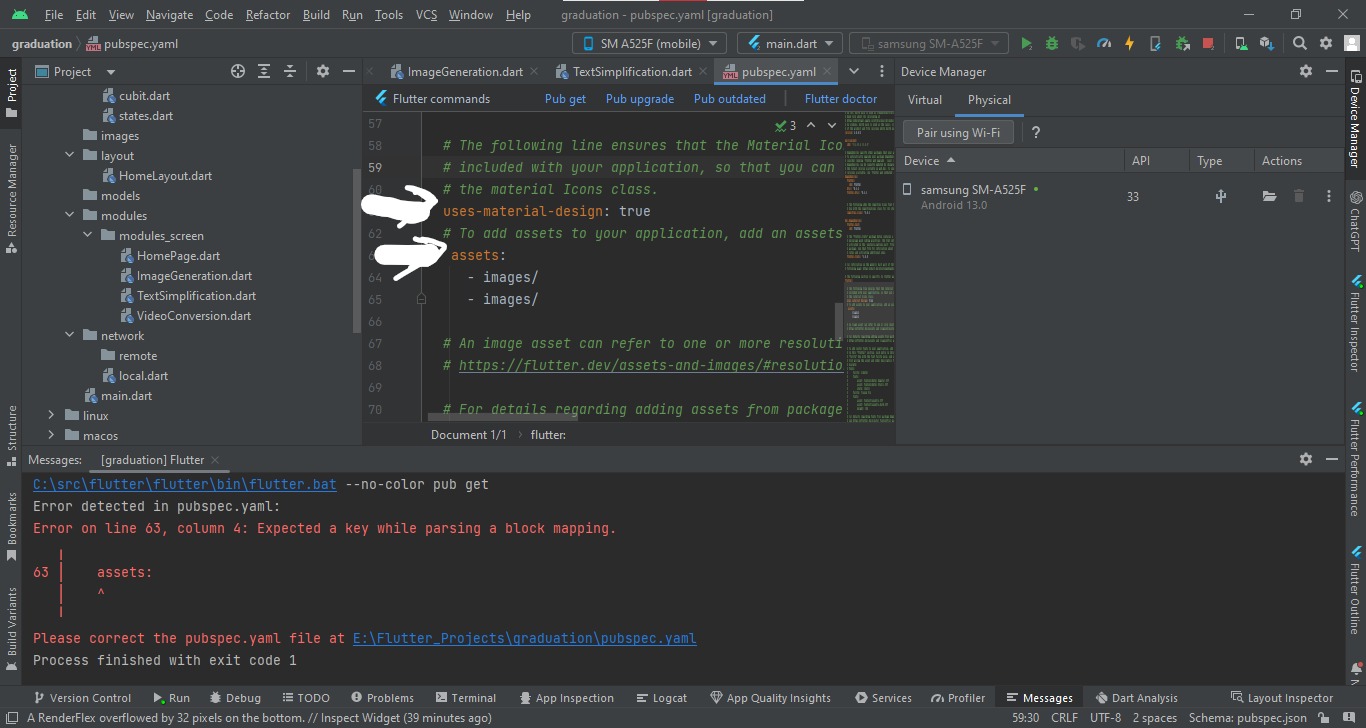 File Edit View Navigate Code Refactor Build Run Tools VCS Window Help graduation - pubspec.yaml [graduation]
graduation pubspec.yaml SM A525F (mobile) main.dart samsung SM-A525F
Project
ImageGeneration.dart TextSimplification.dart pubspec.yaml
Device Manager
Flutter commands Pub get Pub upgrade Pub outdated Flutter doctor
Virtual Physical
Pair using Wi-Fi ?
Device API Type Actions
samsung SM-A525F 33
Android 13.0
cubit.dart
states.dart
images
layout
HomeLayout.dart
models
modules
modules_screen
HomePage.dart
ImageGeneration.dart
TextSimplification.dart
VideoConversion.dart
network
remote
local.dart
main.dart
linux
macos
3
57
58 # The following line ensures that the Material Ico
59 # included with your application, so that you can
60 # the material Icons class.
uses-material-design: true
62 # To add assets to your application, add an assets
assets:
64 - images/
65 - images/
66
67 # An image asset can refer to one or more resoluti
68 # https://flutter.dev/assets-and-images/#resolutio
69
70 # For details regarding adding assets from package
Document 1/1 flutter:
Project
Resource Manager
Structure
Bookmarks
Build Variants
Device Manager
ChatGPT
Flutter Inspector
Flutter Performance
Flutter Outline
Messages: [graduation] Flutter
C:\src\flutter\flutter\bin\flutter.bat --no-color pub get
Error detected in pubspec.yaml:
Error on line 63, column 4: Expected a key while parsing a block mapping.
|
63 | assets:
| ^
|
Please correct the pubspec.yaml file at E:\Flutter_Projects\graduation\pubspec.yaml
Process finished with exit code 1
Version Control Run Debug TODO Problems Terminal App Inspection Logcat App Quality Insights Services Profiler Messages Dart Analysis Layout Inspector
A RenderFlex overflowed by 32 pixels on the bottom. // Inspect Widget (39 minutes ago) 59:30 CRLF UTF-8 2 spaces Schema: pubspec.json